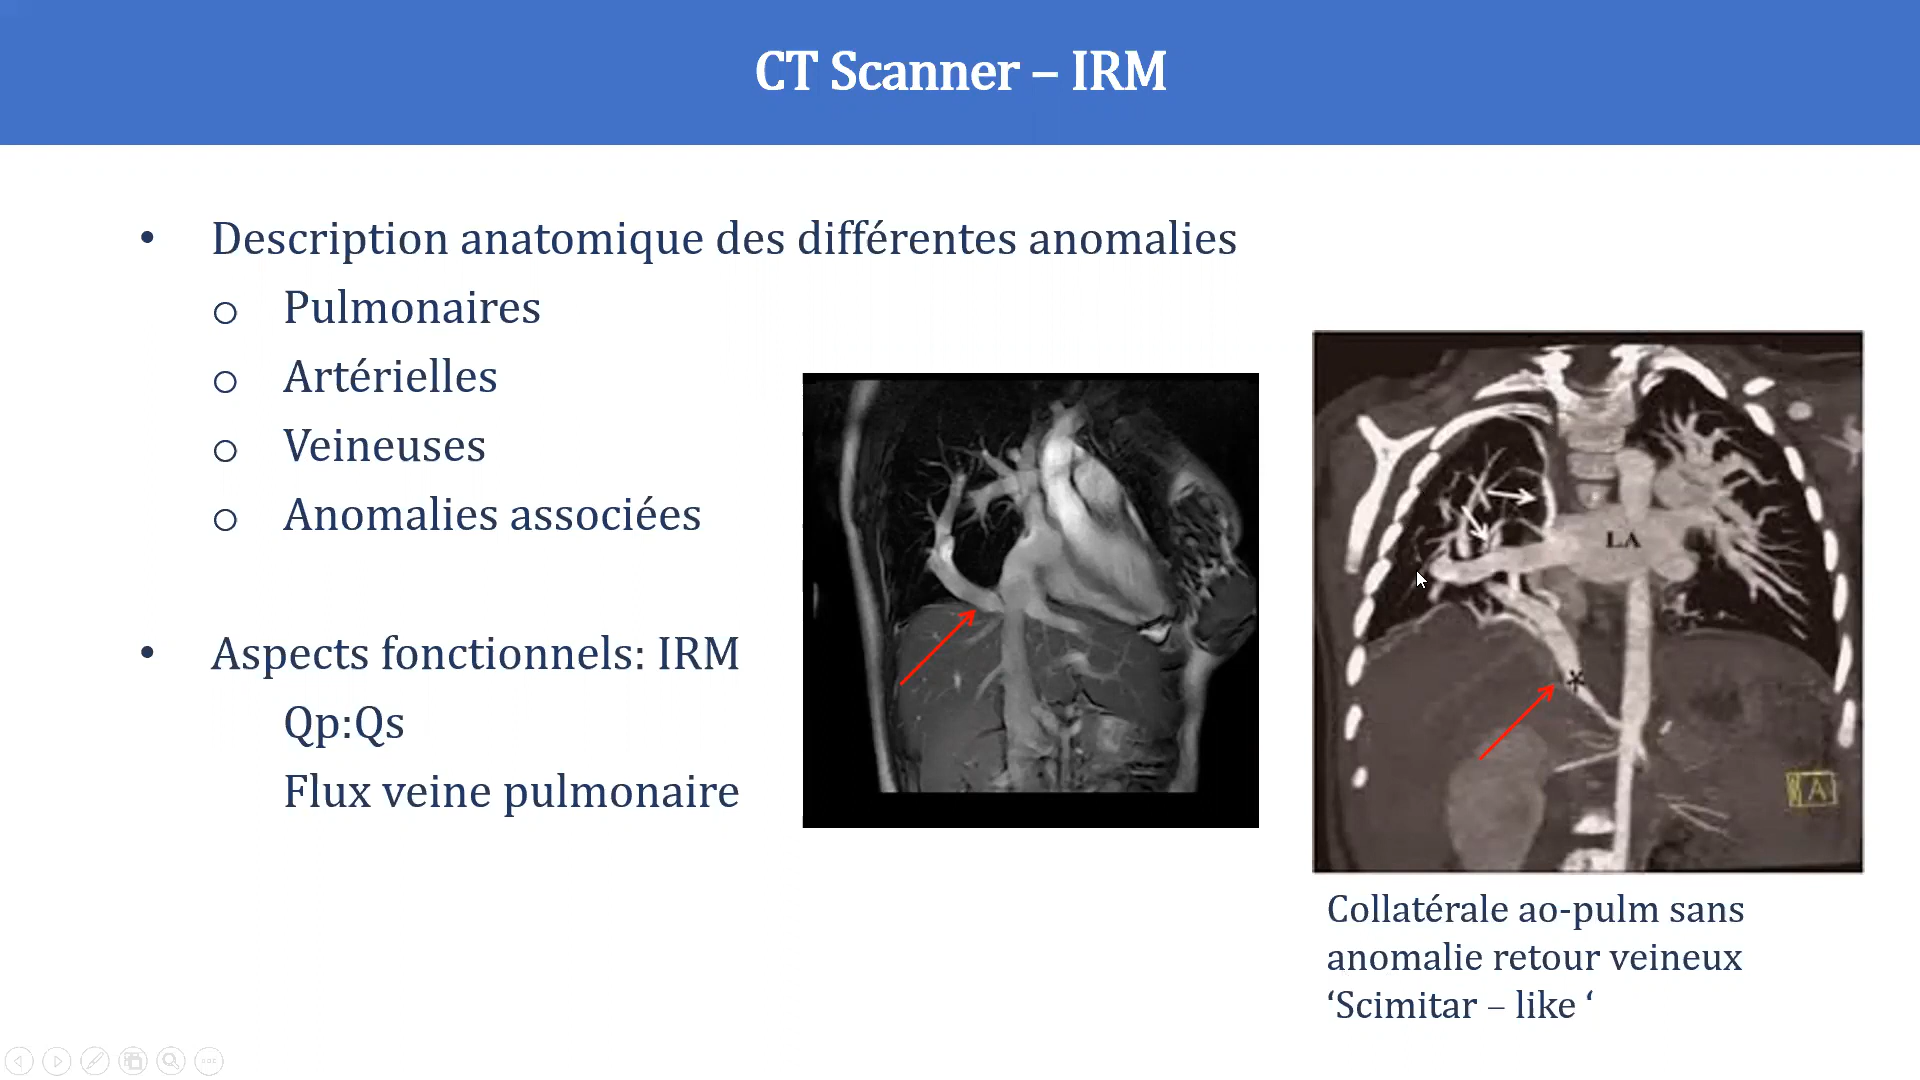 CT Scanner – IRM
• Description anatomique des différentes anomalies
o Pulmonaires
o Artérielles
o Veineuses
o Anomalies associées
• Aspects fonctionnels: IRM
Qp:Qs
Flux veine pulmonaire
LA
*
A
Collatérale ao-pulm sans
anomalie retour veineux
‘Scimitar – like ‘